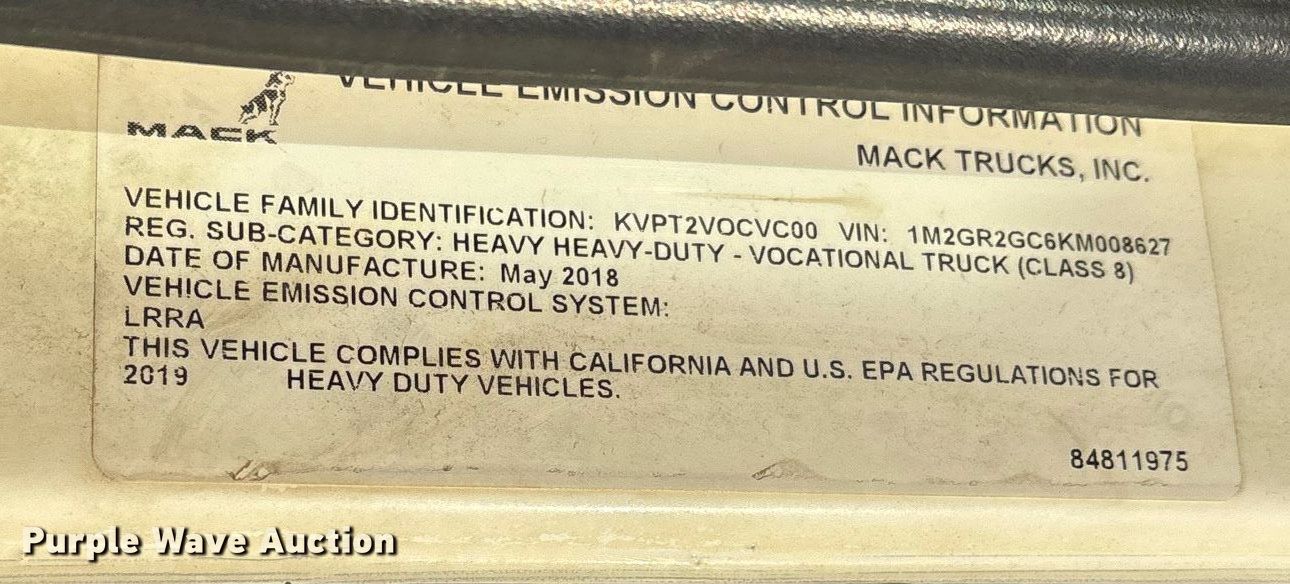 VEHICLE EMISSION CONTROL INFORMATION
MACK
MACK TRUCKS, INC.
VEHICLE FAMILY IDENTIFICATION: KVPT2VOCVC00 VIN: 1M2GR2GC6KM008627
REG. SUB-CATEGORY: HEAVY HEAVY-DUTY - VOCATIONAL TRUCK (CLASS 8)
DATE OF MANUFACTURE: May 2018
VEHICLE EMISSION CONTROL SYSTEM:
LRRA
THIS VEHICLE COMPLIES WITH CALIFORNIA AND U.S. EPA REGULATIONS FOR
2019 HEAVY DUTY VEHICLES.
84811975
Purple Wave Auction